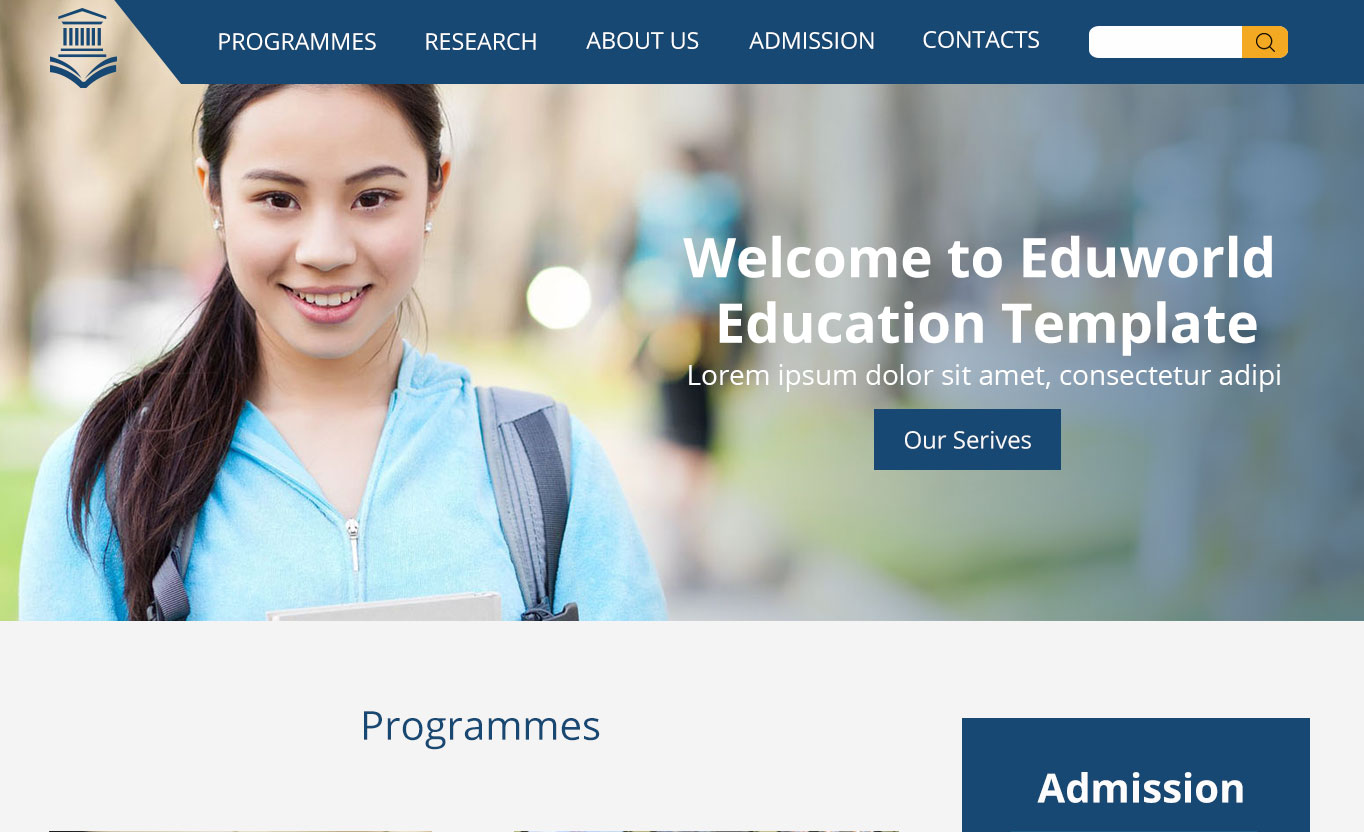 PROGRAMMES RESEARCH ABOUT US ADMISSION CONTACTS
Welcome to Eduworld
Education Template
Lorem ipsum dolor sit amet, consectetur adipi
Our Serives
Programmes
Admission